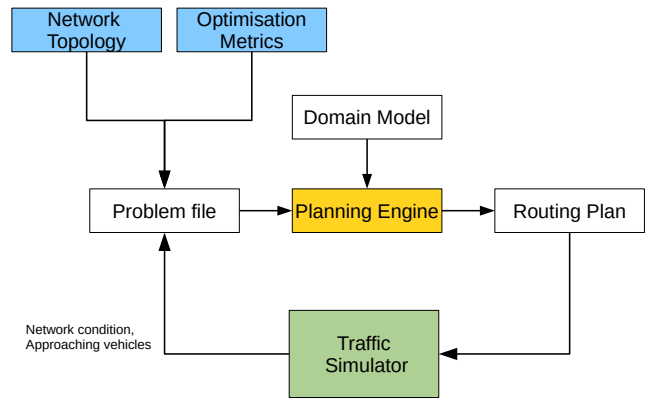 Network
Topology
Optimisation
Metrics
Domain Model
Problem file
Planning Engine
Routing Plan
Network condition,
Approaching vehicles
Traffic
Simulator